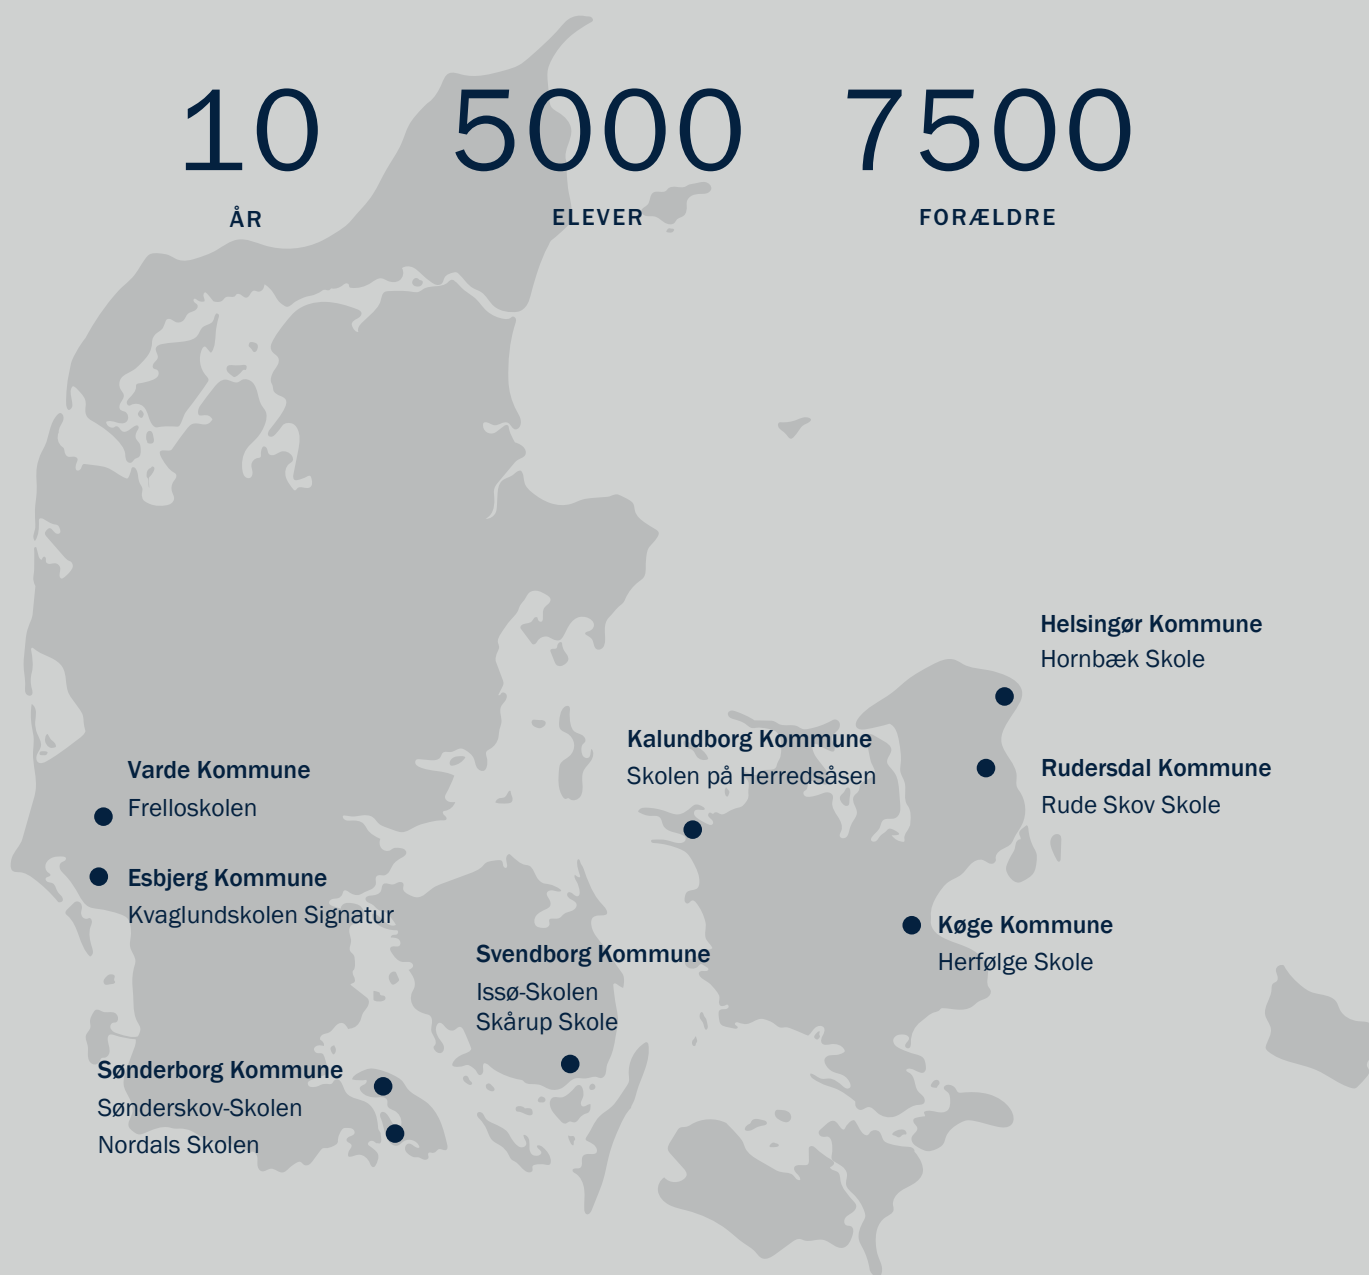 10
5000
7500
ÅR
ELEVER
FORÆLDRE
Helsingør Kommune
Hornbæk Skole
Kalundborg Kommune
Skolen på Herredsåsen
Rudersdal Kommune
Rude Skov Skole
Varde Kommune
Frelloskolen
Esbjerg Kommune
Kvaglundskolen Signatur
Køge Kommune
Herfølge Skole
Svendborg Kommune
Issø-Skolen
Skårup Skole
Sønderborg Kommune
Sønderskov-Skolen
Nordals Skolen